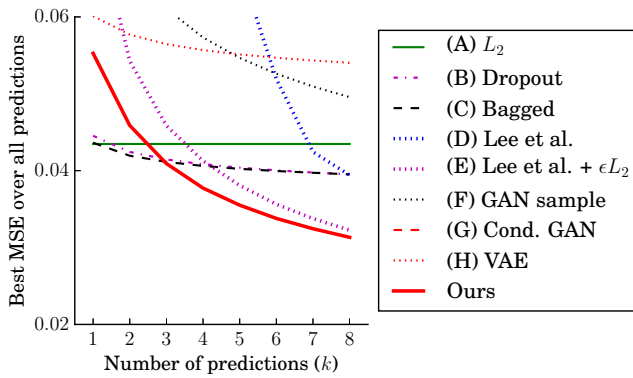 Best MSE over all predictions
0.06
0.04
0.02
1 2 3 4 5 6 7 8
Number of predictions (k)
(A) L₂
(B) Dropout
(C) Bagged
(D) Lee et al.
(E) Lee et al. + ϵL₂
(F) GAN sample
(G) Cond. GAN
(H) VAE
Ours